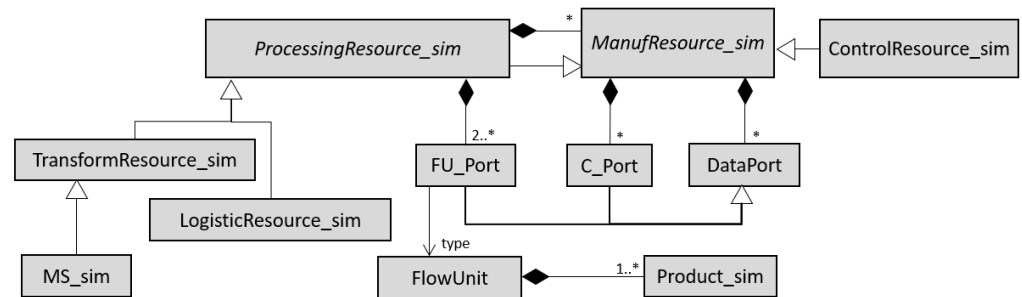 ProcessingResource_sim
*
ManufResource_sim
ControlResource_sim
2..*
*
*
TransformResource_sim
FU_Port
C_Port
DataPort
LogisticResource_sim
type
MS_sim
FlowUnit
1..*
Product_sim